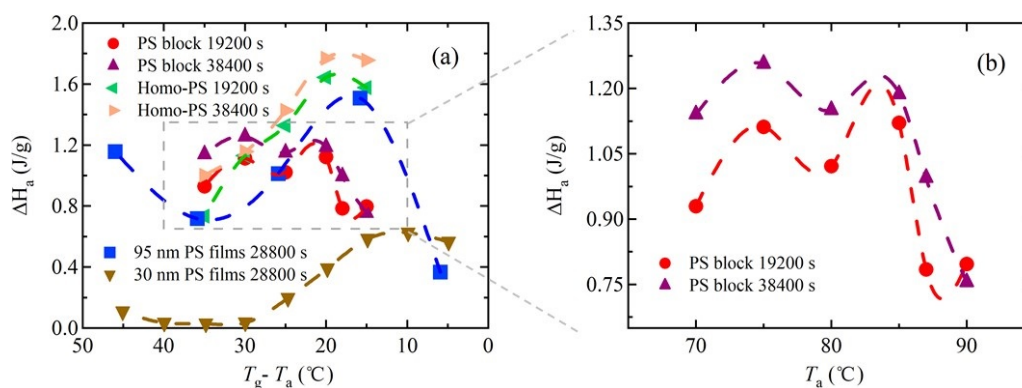 (a)
PS block 19200 s
PS block 38400 s
Homo-PS 19200 s
Homo-PS 38400 s
95 nm PS films 28800 s
30 nm PS films 28800 s
ΔHₐ (J/g)
2.0
1.6
1.2
0.8
0.4
0.0
50 40 30 20 10 0
T_g - Tₐ (℃)
(b)
PS block 19200 s
PS block 38400 s
ΔHₐ (J/g)
1.35
1.20
1.05
0.90
0.75
70 75 80 85 90
Tₐ (℃)